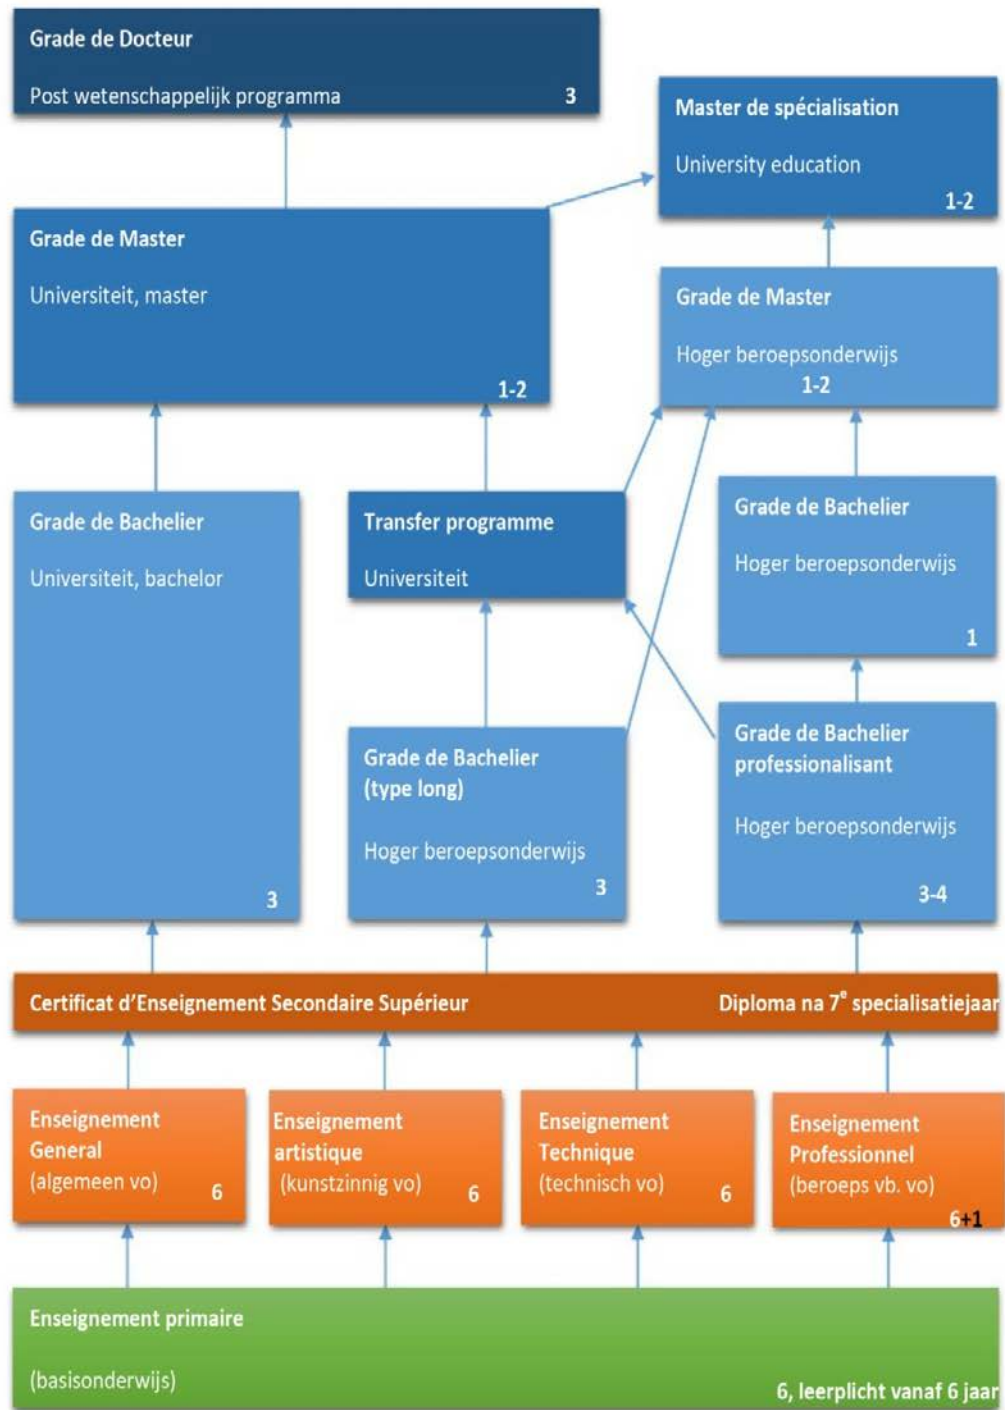 Grade de Docteur
Post wetenschappelijk programma
3
Master de spécialisation
University education
1-2
Grade de Master
Universiteit, master
1-2
Grade de Master
Hoger beroepsonderwijs
1-2
Grade de Bachelier
Universiteit, bachelor
3
Transfer programme
Universiteit
Grade de Bachelier
Hoger beroepsonderwijs
1
Grade de Bachelier
(type long)
Hoger beroepsonderwijs
3
Grade de Bachelier
professionalisant
Hoger beroepsonderwijs
3-4
Certificat d’Enseignement Secondaire Supérieur
Diploma na 7e specialisatiejaar
Enseignement
General
(algemeen vo)
6
Enseignement
artistique
(kunstzinnig vo)
6
Enseignement
Technique
(technisch vo)
6
Enseignement
Professionnel
(beroeps vb. vo)
6+1
Enseignement primaire
(basisonderwijs)
6, leerplicht vanaf 6 jaar